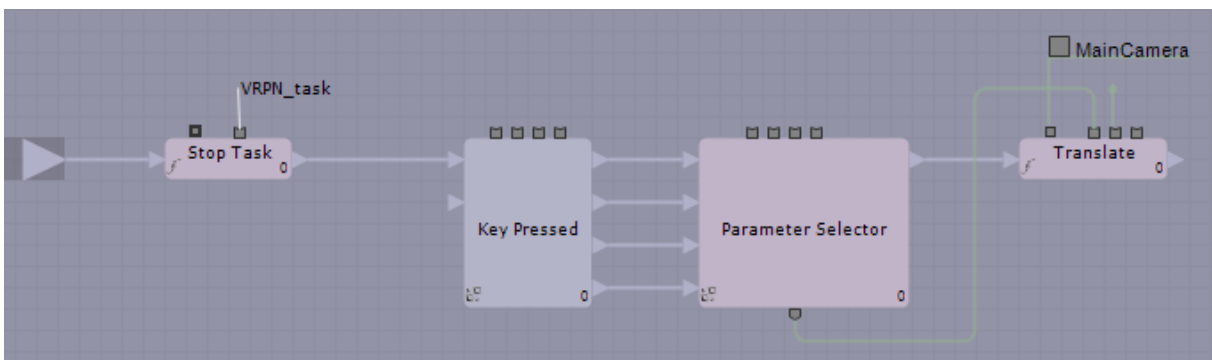 MainCamera
VRPN_task
Stop Task
0
Key Pressed
0
Parameter Selector
0
Translate
0